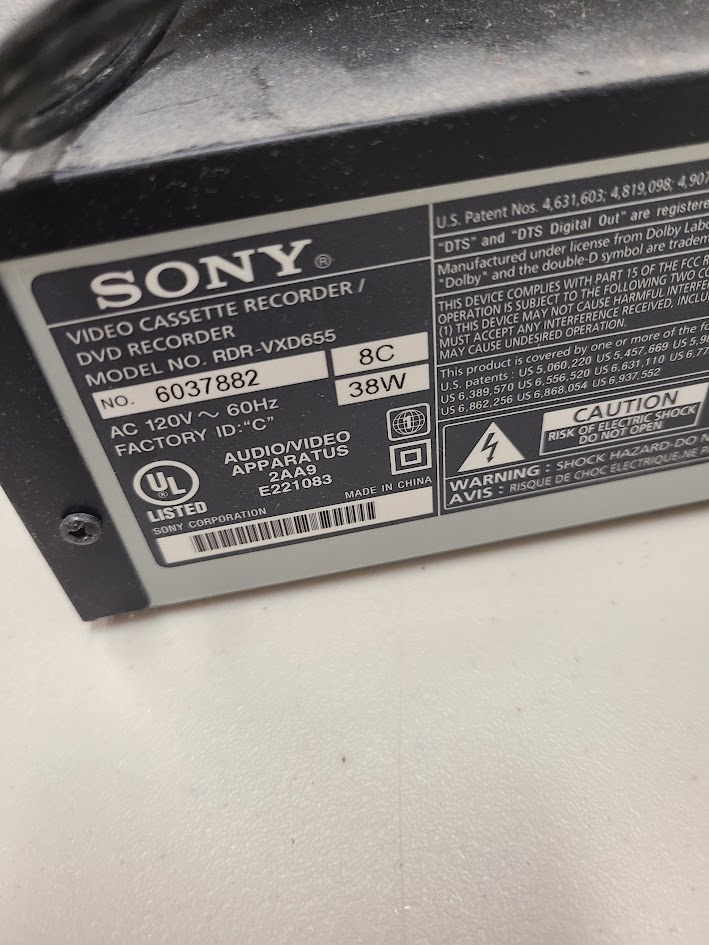 SONY®
VIDEO CASSETTE RECORDER /
DVD RECORDER
MODEL NO. RDR-VXD655
NO. 6037882
8C
38W
AC 120V ~ 60Hz
FACTORY ID:"C"
UL
®
LISTED
AUDIO/VIDEO
APPARATUS
2AA9
E221083
MADE IN CHINA
SONY CORPORATION
U.S. Patent Nos. 4,631,603; 4,819,098; 4,907
"DTS" and "DTS Digital Out" are registere
Manufactured under license from Dolby Labo
"Dolby" and the double-D symbol are tradem
THIS DEVICE COMPLIES WITH PART 15 OF THE FCC R
OPERATION IS SUBJECT TO THE FOLLOWING TWO CO
(1) THIS DEVICE MAY NOT CAUSE HARMFUL INTERFE
MUST ACCEPT ANY INTERFERENCE RECEIVED, INCLU
MAY CAUSE UNDESIRED OPERATION.
This product is covered by one or more of the fo
U.S. patents : US 5,060,220 US 5,457,669 US 5,9
US 6,389,570 US 6,556,520 US 6,631,110 US 6,77
US 6,862,256 US 6,868,054 US 6,937,552
CAUTION
RISK OF ELECTRIC SHOCK
DO NOT OPEN
WARNING : SHOCK HAZARD-DO N
AVIS : RISQUE DE CHOC ELECTRIQUE-NE P